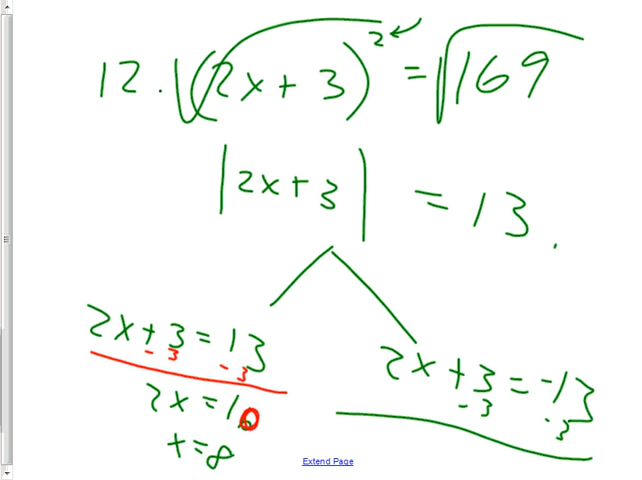 12. √(2x + 3)² = √169
|2x + 3| = 13.
2x + 3 = 13
- 3 - 3
2x = 10
x = 8
2x + 3 = -13
- 3 - 3
Extend Page